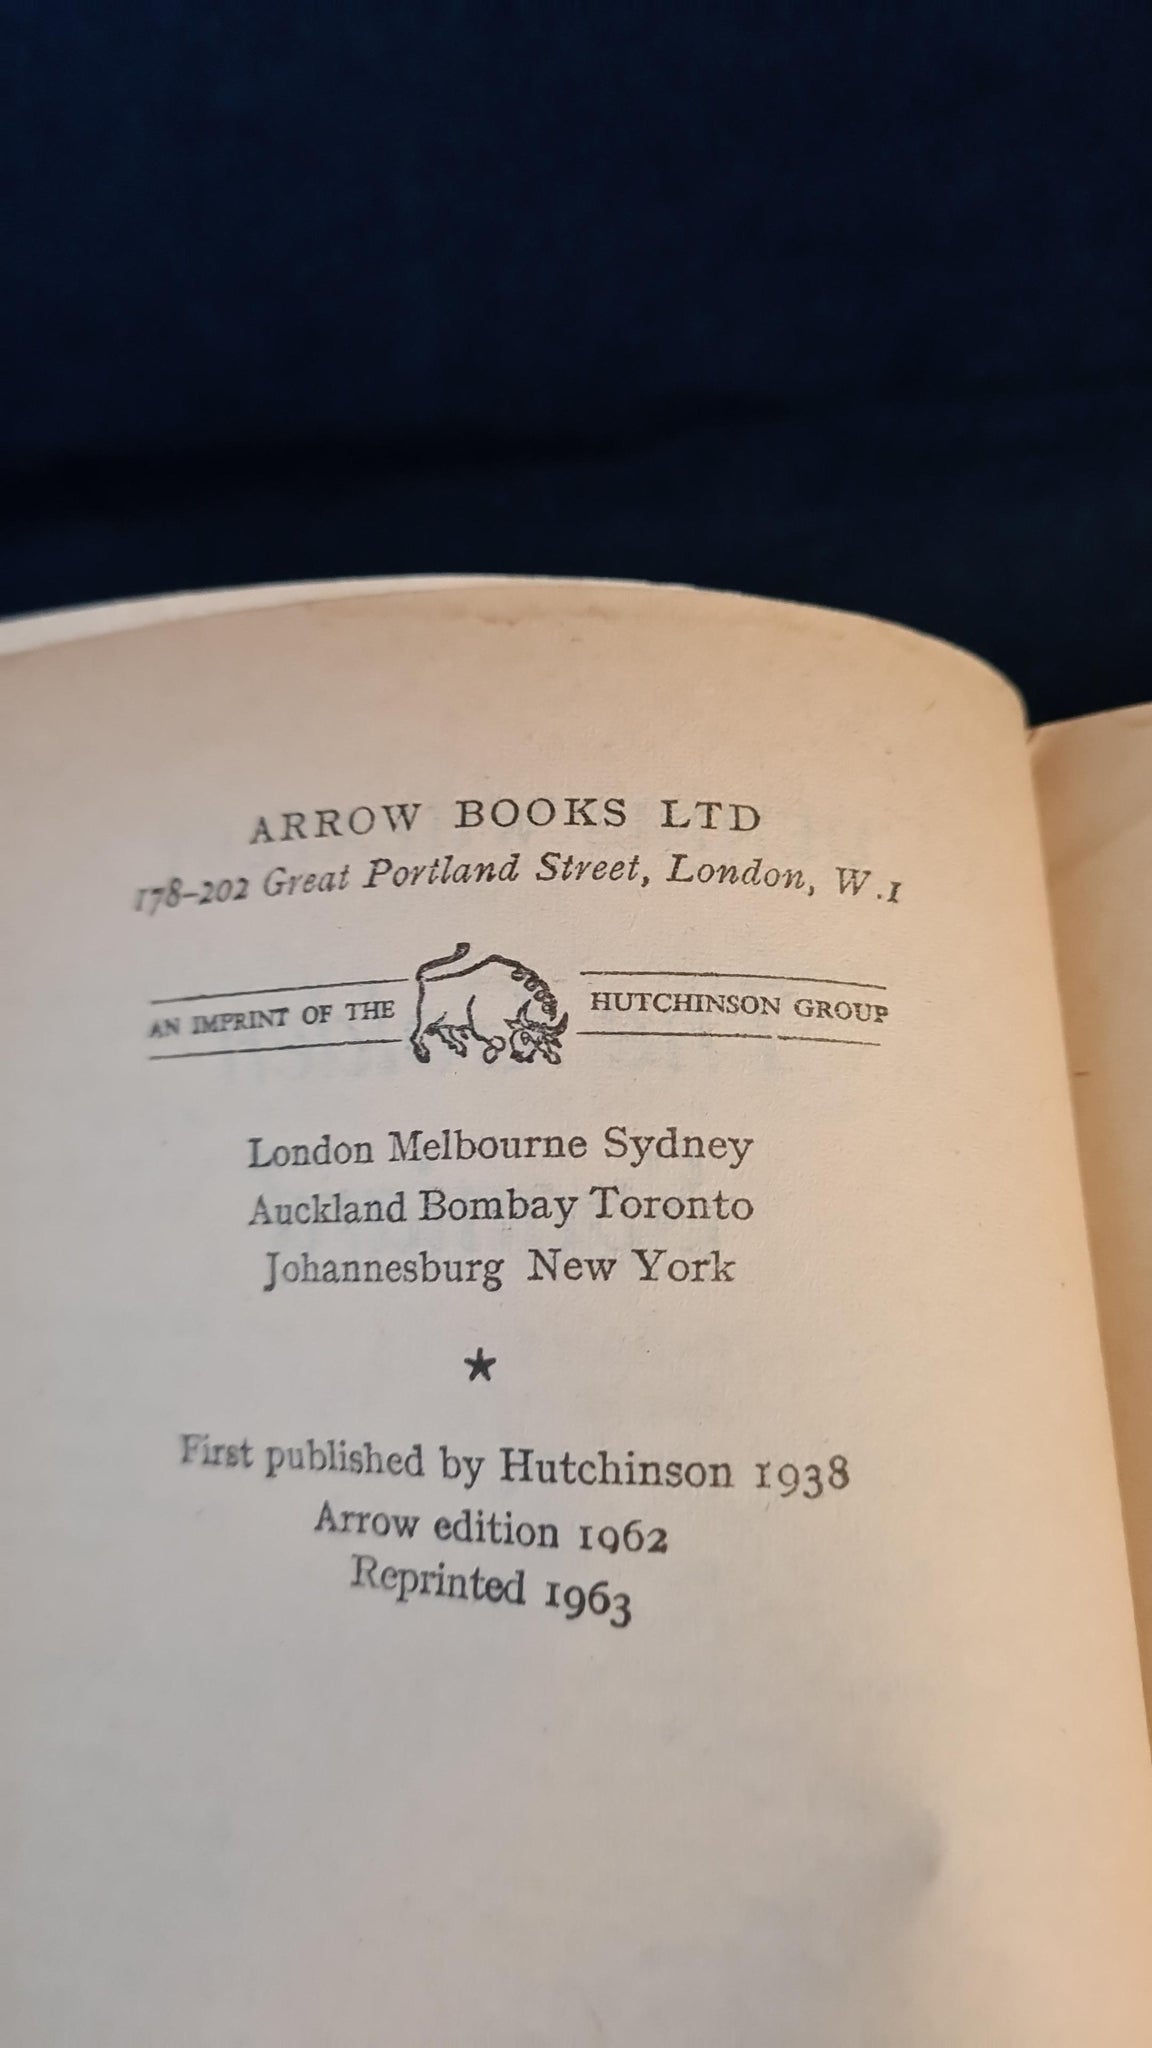 ARROW BOOKS LTD
178-202 Great Portland Street, London, W.1
AN IMPRINT OF THE HUTCHINSON GROUP
London Melbourne Sydney
Auckland Bombay Toronto
Johannesburg New York
★
First published by Hutchinson 1938
Arrow edition 1962
Reprinted 1963